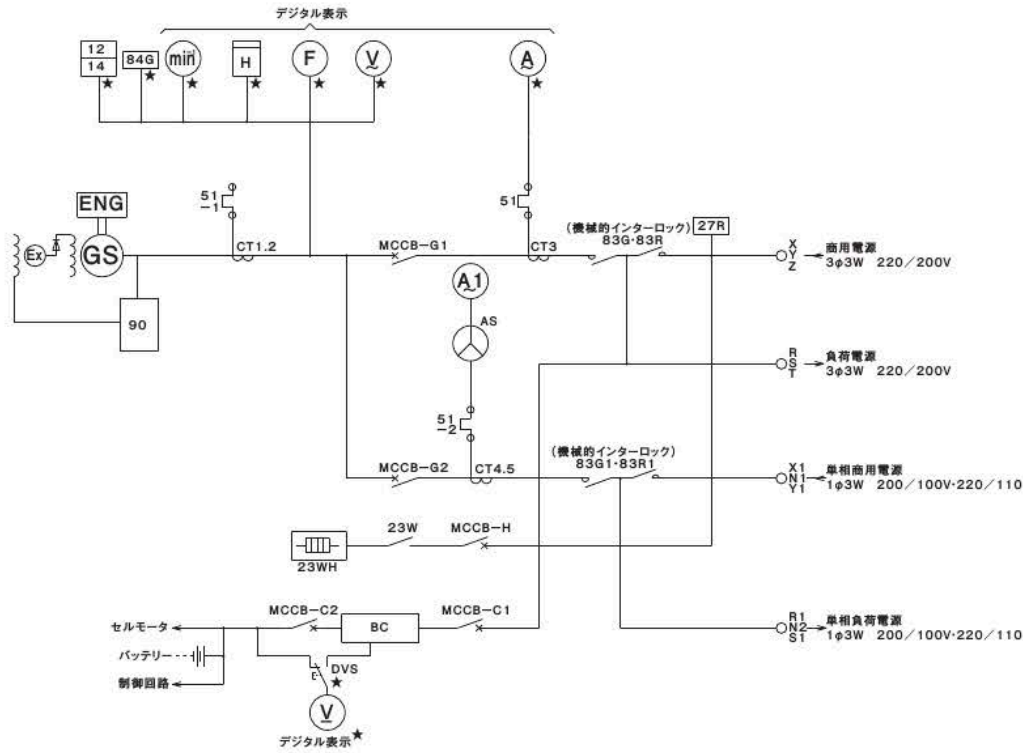 デジタル表示
12
14
★
84G
★
min
★
H
★
F
★
V
★
A
★
ENG
Ex
GS
90
51
-1
CT1.2
MCCB-G1
51
CT3
(機械的インターロック)
83G・83R
27R
X
Y
Z
商用電源
3φ3W 220/200V
A1
AS
R
S
T
負荷電源
3φ3W 220/200V
51
-2
MCCB-G2
CT4.5
(機械的インターロック)
83G1・83R1
X1
N1
Y1
単相商用電源
1φ3W 200/100V・220/110
23W
MCCB-H
23WH
MCCB-C2
BC
MCCB-C1
R1
N2
S1
単相負荷電源
1φ3W 200/100V・220/110
セルモータ
バッテリー
制御回路
DVS
★
V
デジタル表示★